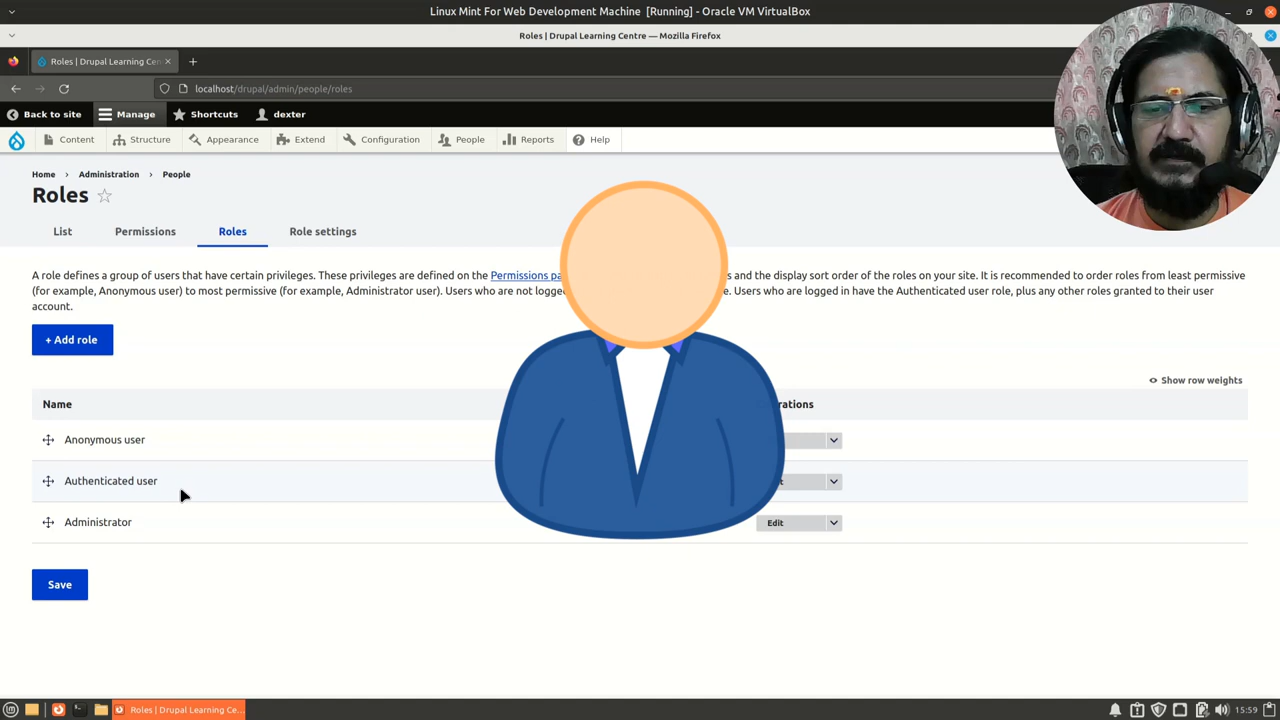 Linux Mint For Web Development Machine [Running] - Oracle VM VirtualBox
Roles | Drupal Learning Centre — Mozilla Firefox
Roles | Drupal Learning Cen
localhost/drupal/admin/people/roles
Back to site Manage Shortcuts dexter
Content Structure Appearance Extend Configuration People Reports Help
Home › Administration › People
Roles
List Permissions Roles Role settings
A role defines a group of users that have certain privileges. These privileges are defined on the Permissions pa s and the display sort order of the roles on your site. It is recommended to order roles from least permissive
(for example, Anonymous user) to most permissive (for example, Administrator user). Users who are not logged e. Users who are logged in have the Authenticated user role, plus any other roles granted to their user
account.
+ Add role
Show row weights
Name rations
Anonymous user
Authenticated user
Administrator Edit
Save
Roles | Drupal Learning Ce... 15:59